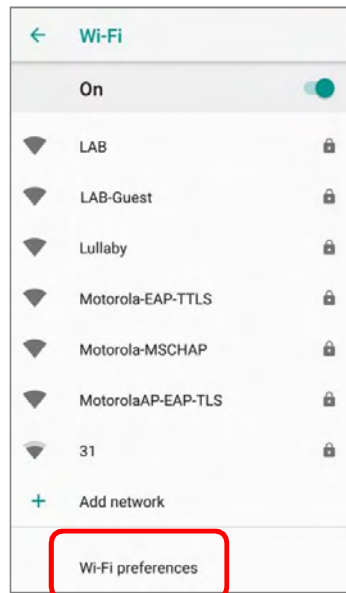 Wi-Fi
On
LAB
LAB-Guest
Lullaby
Motorola-EAP-TTLS
Motorola-MSCHAP
MotorolaAP-EAP-TLS
31
Add network
Wi-Fi preferences